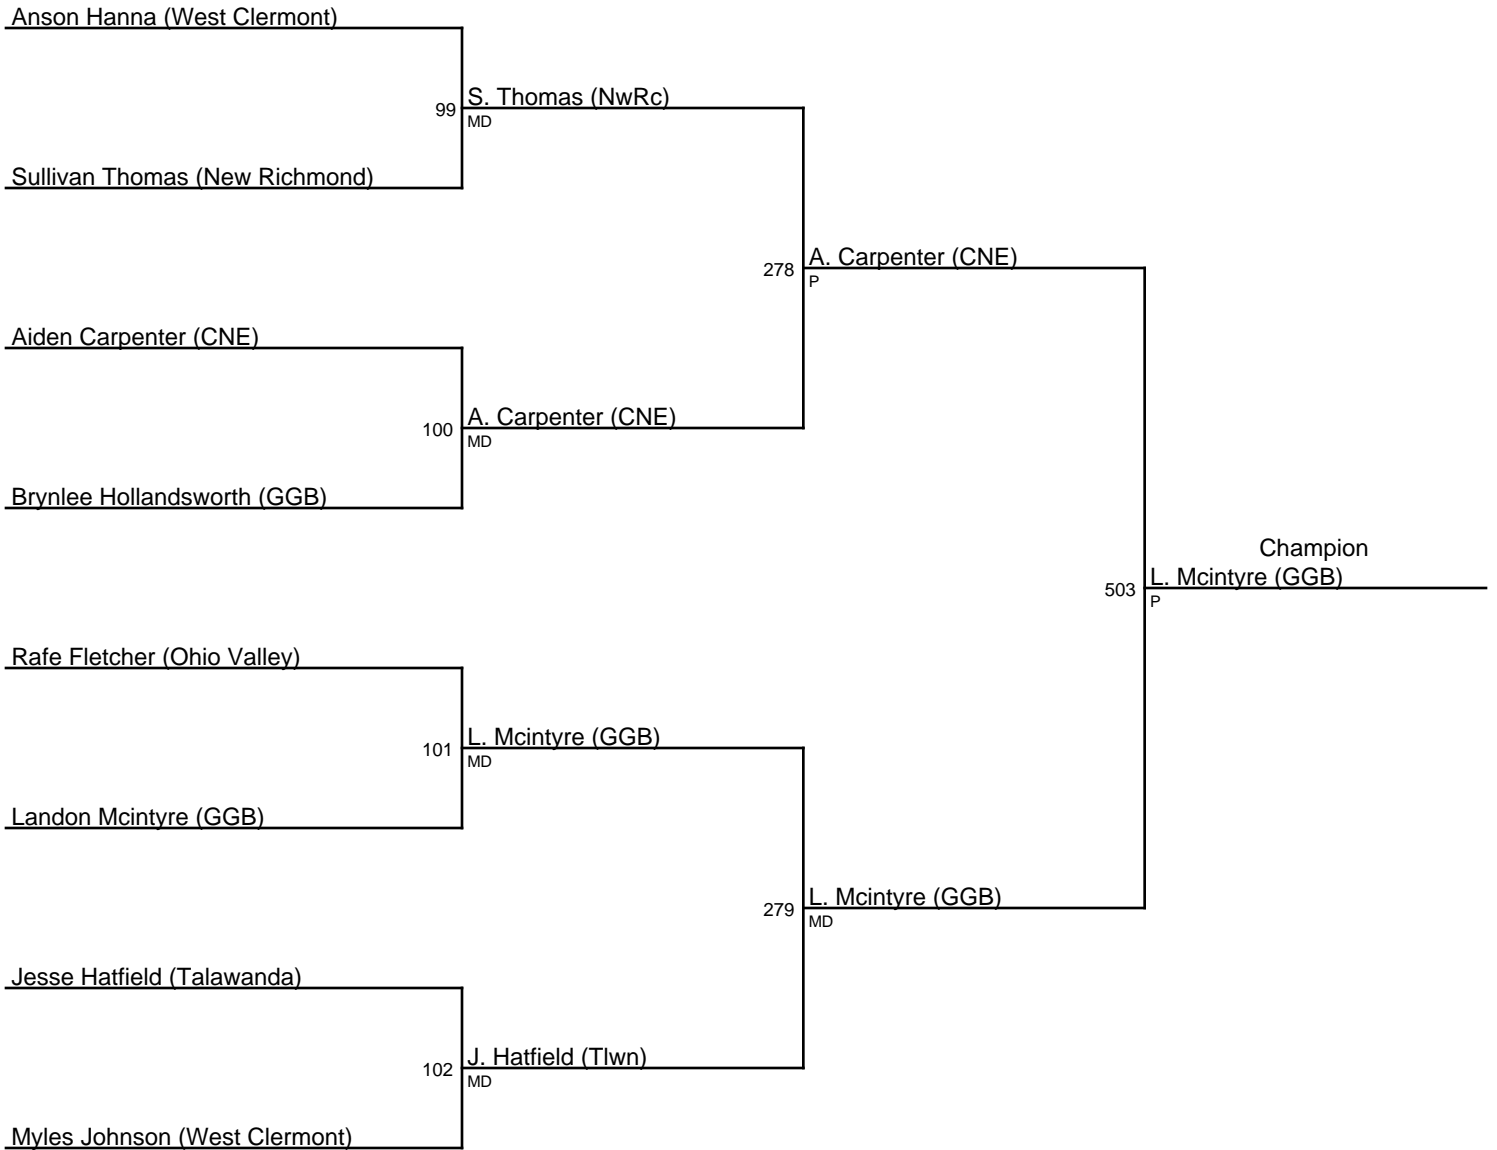 Anson Hanna (West Clermont)
99
S. Thomas (NwRc)
MD
Sullivan Thomas (New Richmond)
278
A. Carpenter (CNE)
P
Aiden Carpenter (CNE)
100
A. Carpenter (CNE)
MD
Brynlee Hollandsworth (GGB)
Champion
503
L. Mcintyre (GGB)
P
Rafe Fletcher (Ohio Valley)
101
L. Mcintyre (GGB)
MD
Landon Mcintyre (GGB)
279
L. Mcintyre (GGB)
MD
Jesse Hatfield (Talawanda)
102
J. Hatfield (Tlwn)
MD
Myles Johnson (West Clermont)